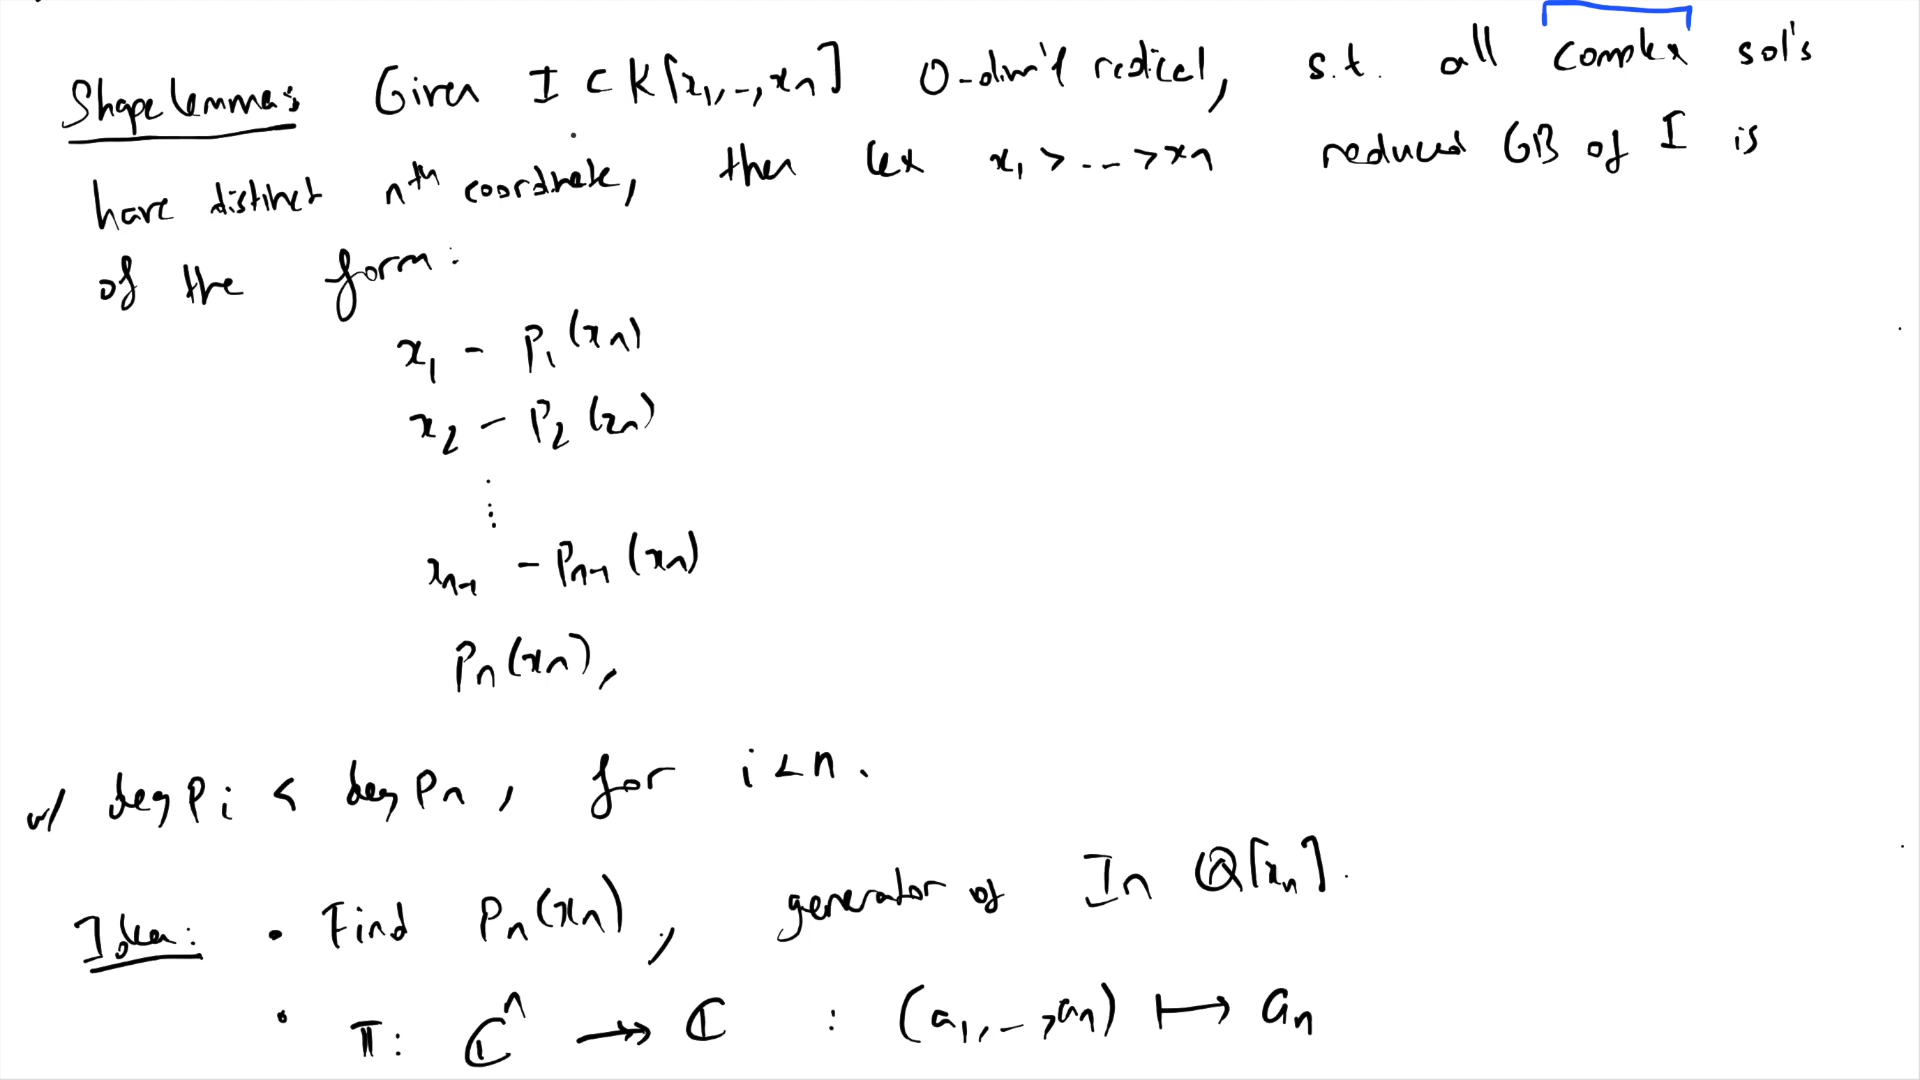 Shape lemma: Given I ⊂ K[x₁,-,xₙ] 0-dim'l radical, s.t. all complex sol's
have distinct nth coordinate, then lex x₁ > ... > xₙ reduced GB of I is
of the form:
x₁ - P₁(xₙ)
x₂ - P₂(xₙ)
⋮
xₙ₋₁ - Pₙ₋₁(xₙ)
Pₙ(xₙ),
w/ deg Pᵢ < deg Pₙ, for i < n.
Idea: • Find Pₙ(xₙ), generator of I ∩ ℚ[xₙ].
• π: ℂⁿ ↠ ℂ : (a₁,-,aₙ) ↦ aₙ